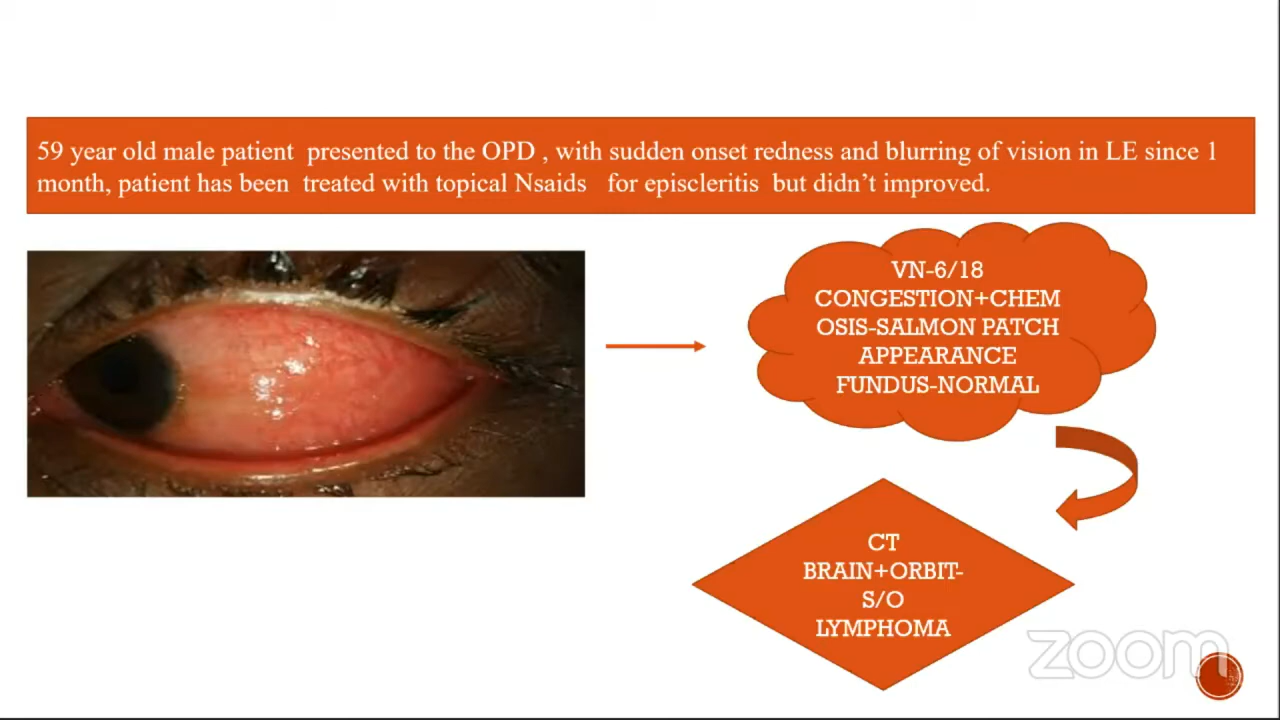 59 year old male patient presented to the OPD , with sudden onset redness and blurring of vision in LE since 1
month, patient has been treated with topical Nsaids for episcleritis but didn't improved.
VN-6/18
CONGESTION+CHEM
OSIS-SALMON PATCH
APPEARANCE
FUNDUS-NORMAL
CT
BRAIN+ORBIT-
S/O
LYMPHOMA
zoom